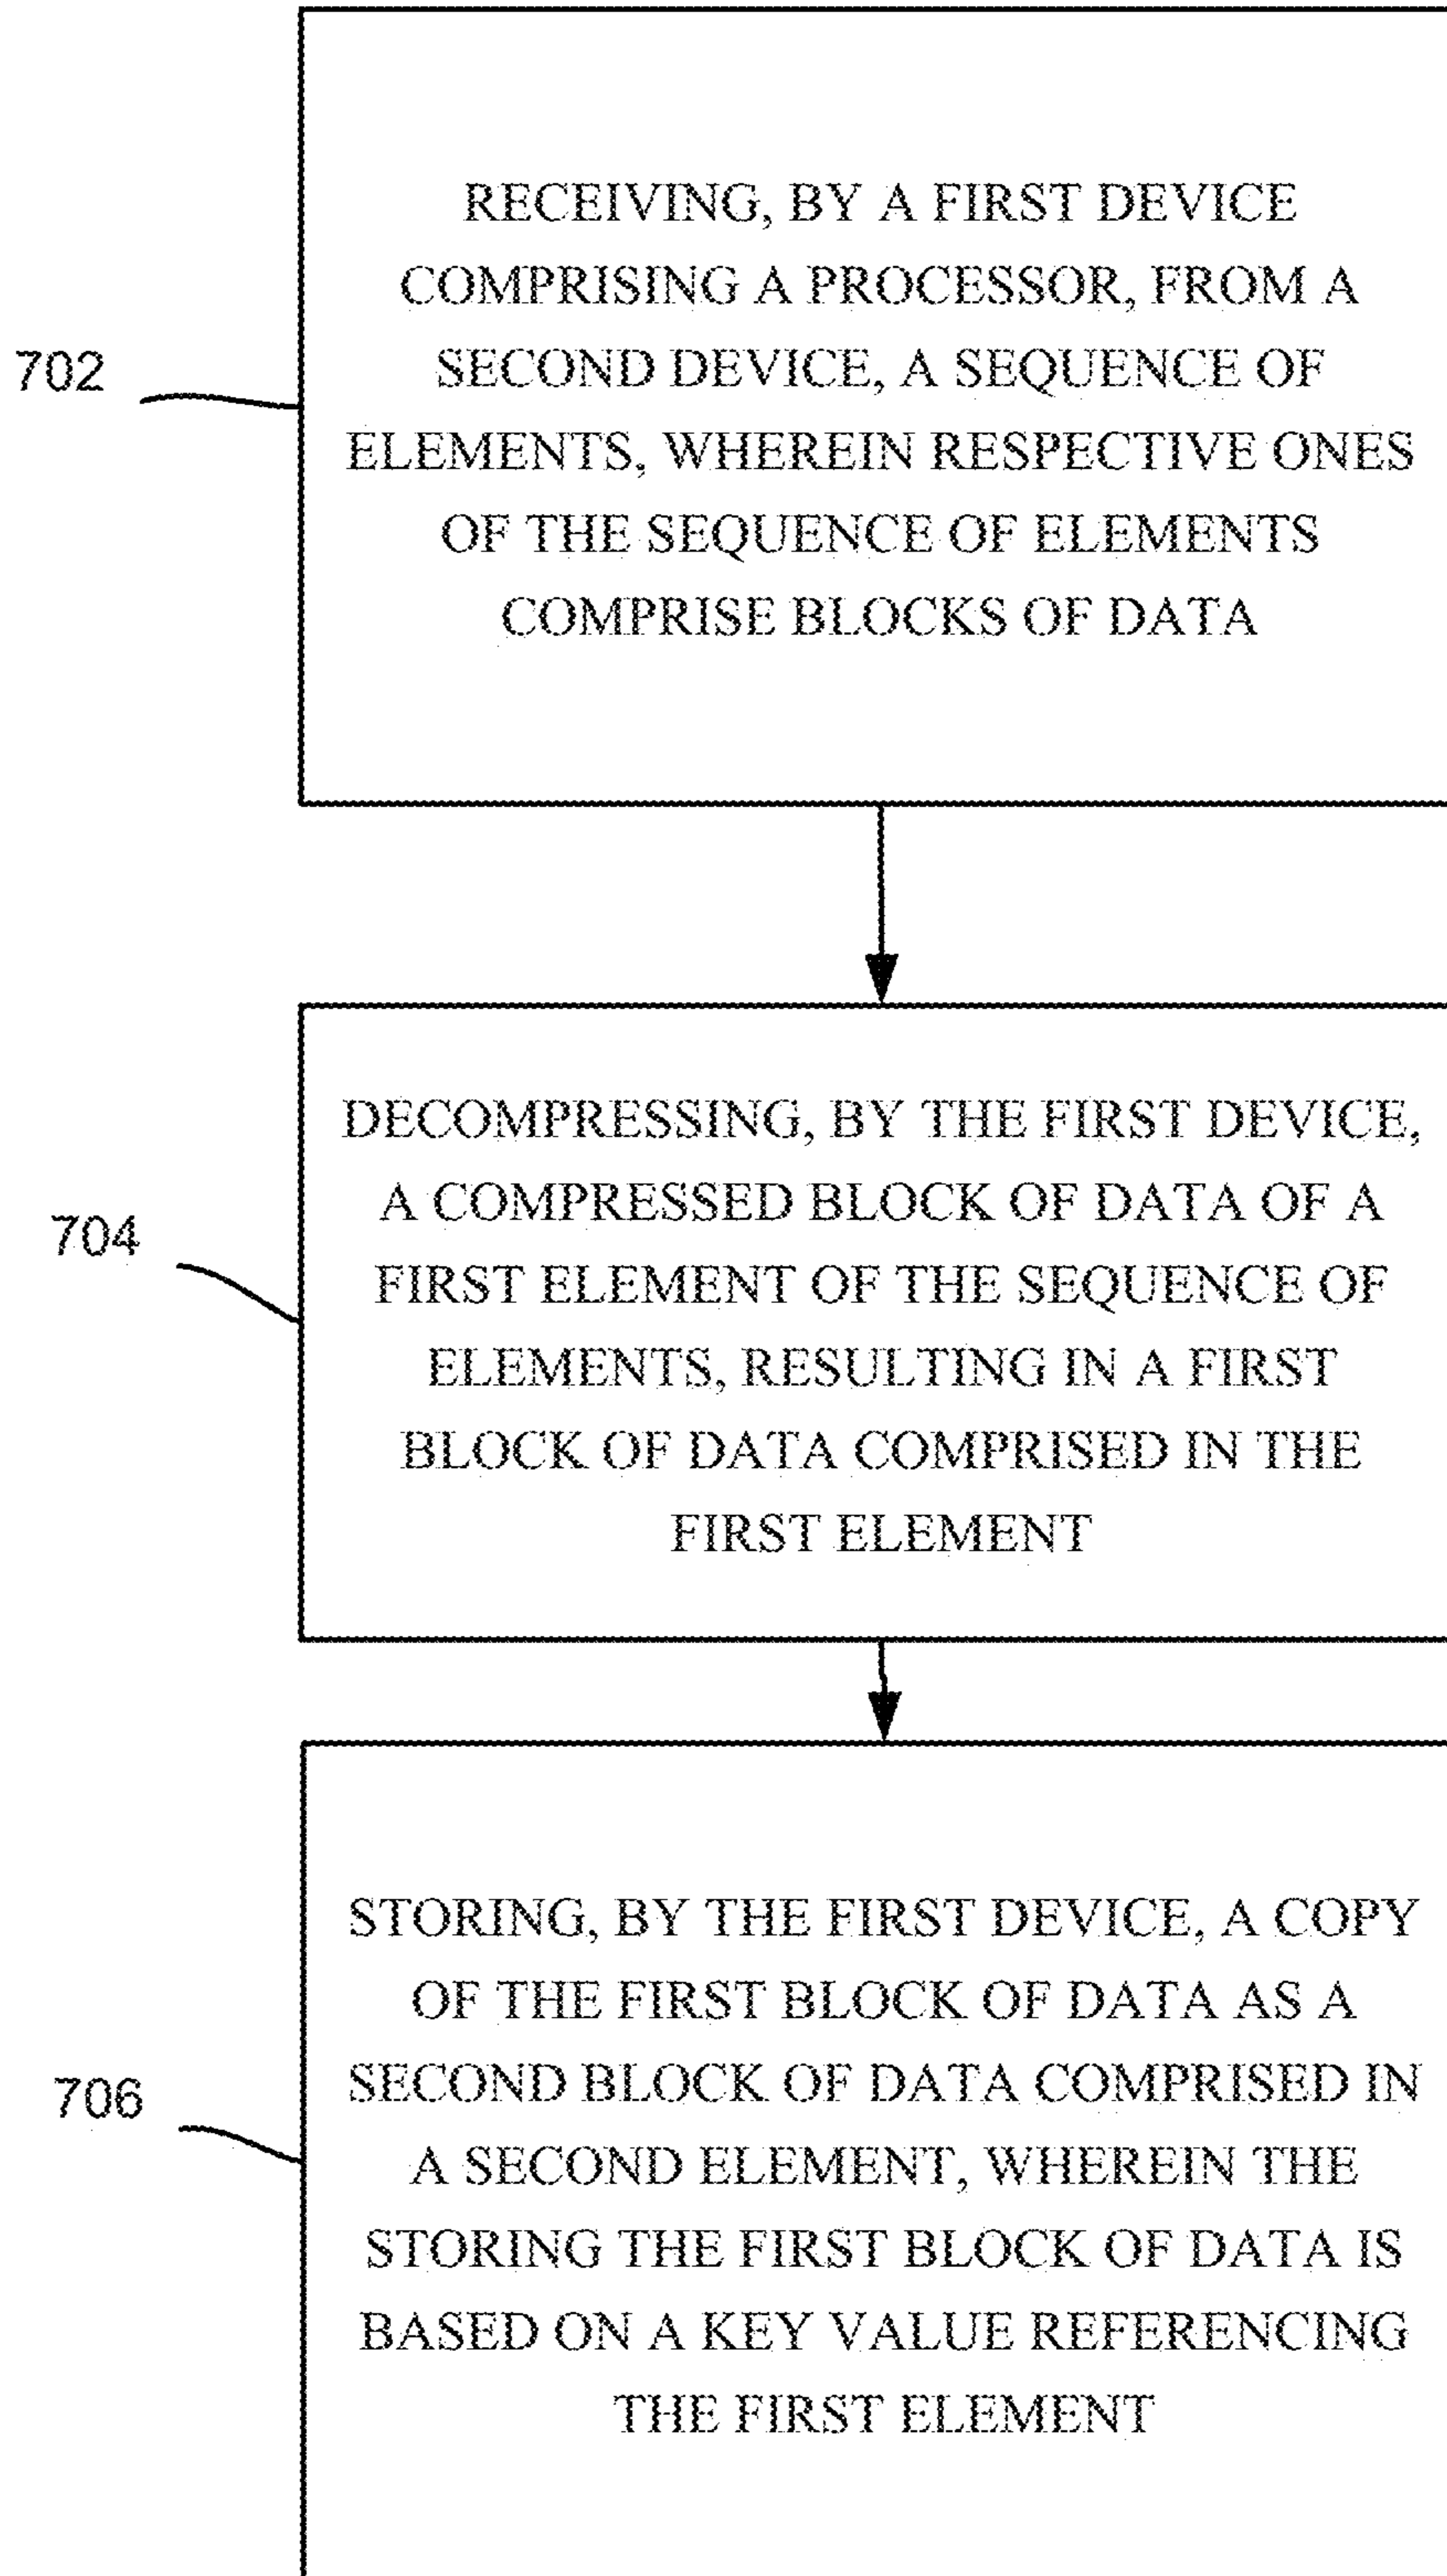 RECEIVING, BY A FIRST DEVICE
COMPRISING A PROCESSOR, FROM A
SECOND DEVICE, A SEQUENCE OF
ELEMENTS, WHEREIN RESPECTIVE ONES
OF THE SEQUENCE OF ELEMENTS
COMPRISE BLOCKS OF DATA
702
DECOMPRESSING, BY THE FIRST DEVICE,
A COMPRESSED BLOCK OF DATA OF A
FIRST ELEMENT OF THE SEQUENCE OF
ELEMENTS, RESULTING IN A FIRST
BLOCK OF DATA COMPRISED IN THE
FIRST ELEMENT
704
STORING, BY THE FIRST DEVICE, A COPY
OF THE FIRST BLOCK OF DATA AS A
SECOND BLOCK OF DATA COMPRISED IN
A SECOND ELEMENT, WHEREIN THE
STORING THE FIRST BLOCK OF DATA IS
BASED ON A KEY VALUE REFERENCING
THE FIRST ELEMENT
706